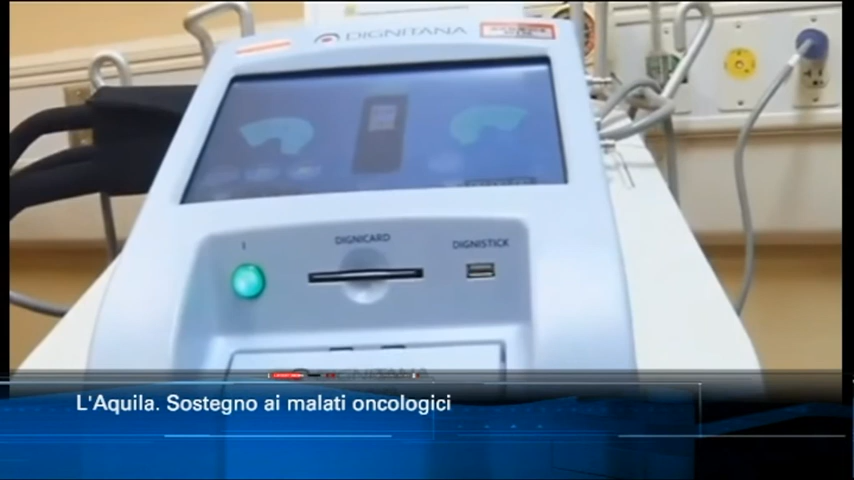 DIGNITANA
DIGNICARD
DIGNISTICK
I
L'Aquila. Sostegno ai malati oncologici